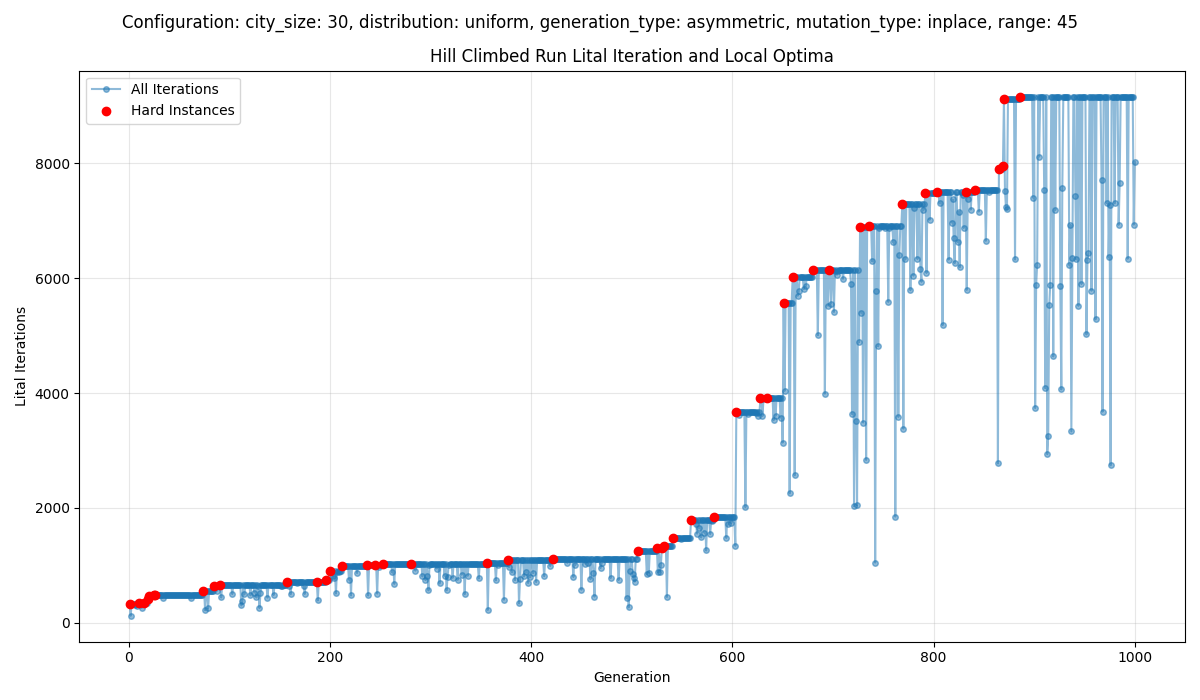 Configuration: city_size: 30, distribution: uniform, generation_type: asymmetric, mutation_type: inplace, range: 45
Hill Climbed Run Lital Iteration and Local Optima
All Iterations
Hard Instances
Lital Iterations
8000
6000
4000
2000
0
0 200 400 600 800 1000
Generation